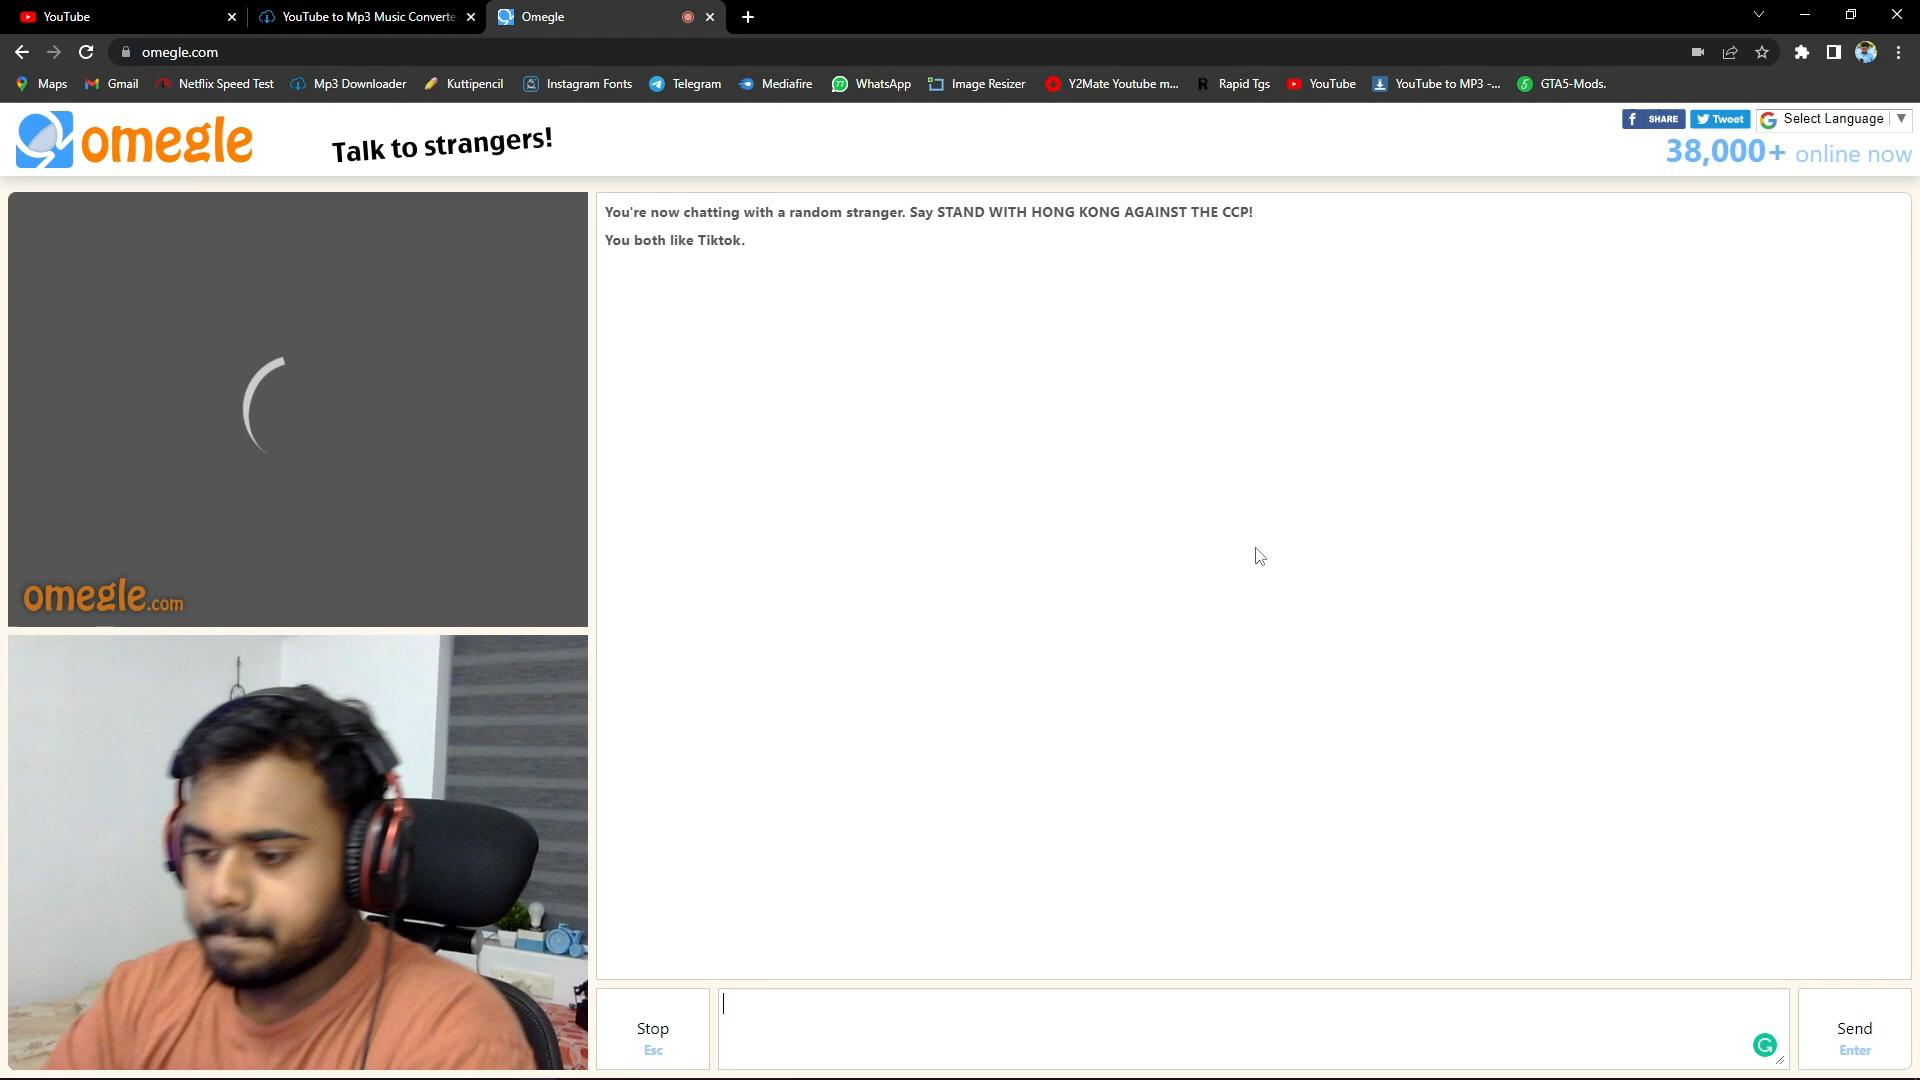 YouTube
YouTube to Mp3 Music Converte
Omegle
omegle.com
Maps
Gmail
Netflix Speed Test
Mp3 Downloader
Kuttipencil
Instagram Fonts
Telegram
Mediafire
WhatsApp
Image Resizer
Y2Mate Youtube m...
Rapid Tgs
YouTube
YouTube to MP3 -...
GTA5-Mods.
omegle
Talk to strangers!
SHARE
Tweet
Select Language
38,000+ online now
You're now chatting with a random stranger. Say STAND WITH HONG KONG AGAINST THE CCP!
You both like Tiktok.
omegle.com
Stop
Esc
Send
Enter